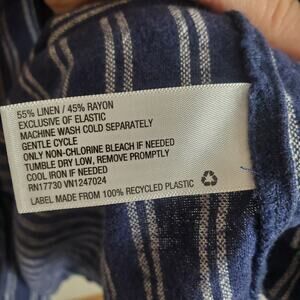 55% LINEN / 45% RAYON
EXCLUSIVE OF ELASTIC
MACHINE WASH COLD SEPARATELY
GENTLE CYCLE
ONLY NON-CHLORINE BLEACH IF NEEDED
TUMBLE DRY LOW, REMOVE PROMPTLY
COOL IRON IF NEEDED
RN17730 VN1247024
LABEL MADE FROM 100% RECYCLED PLASTIC